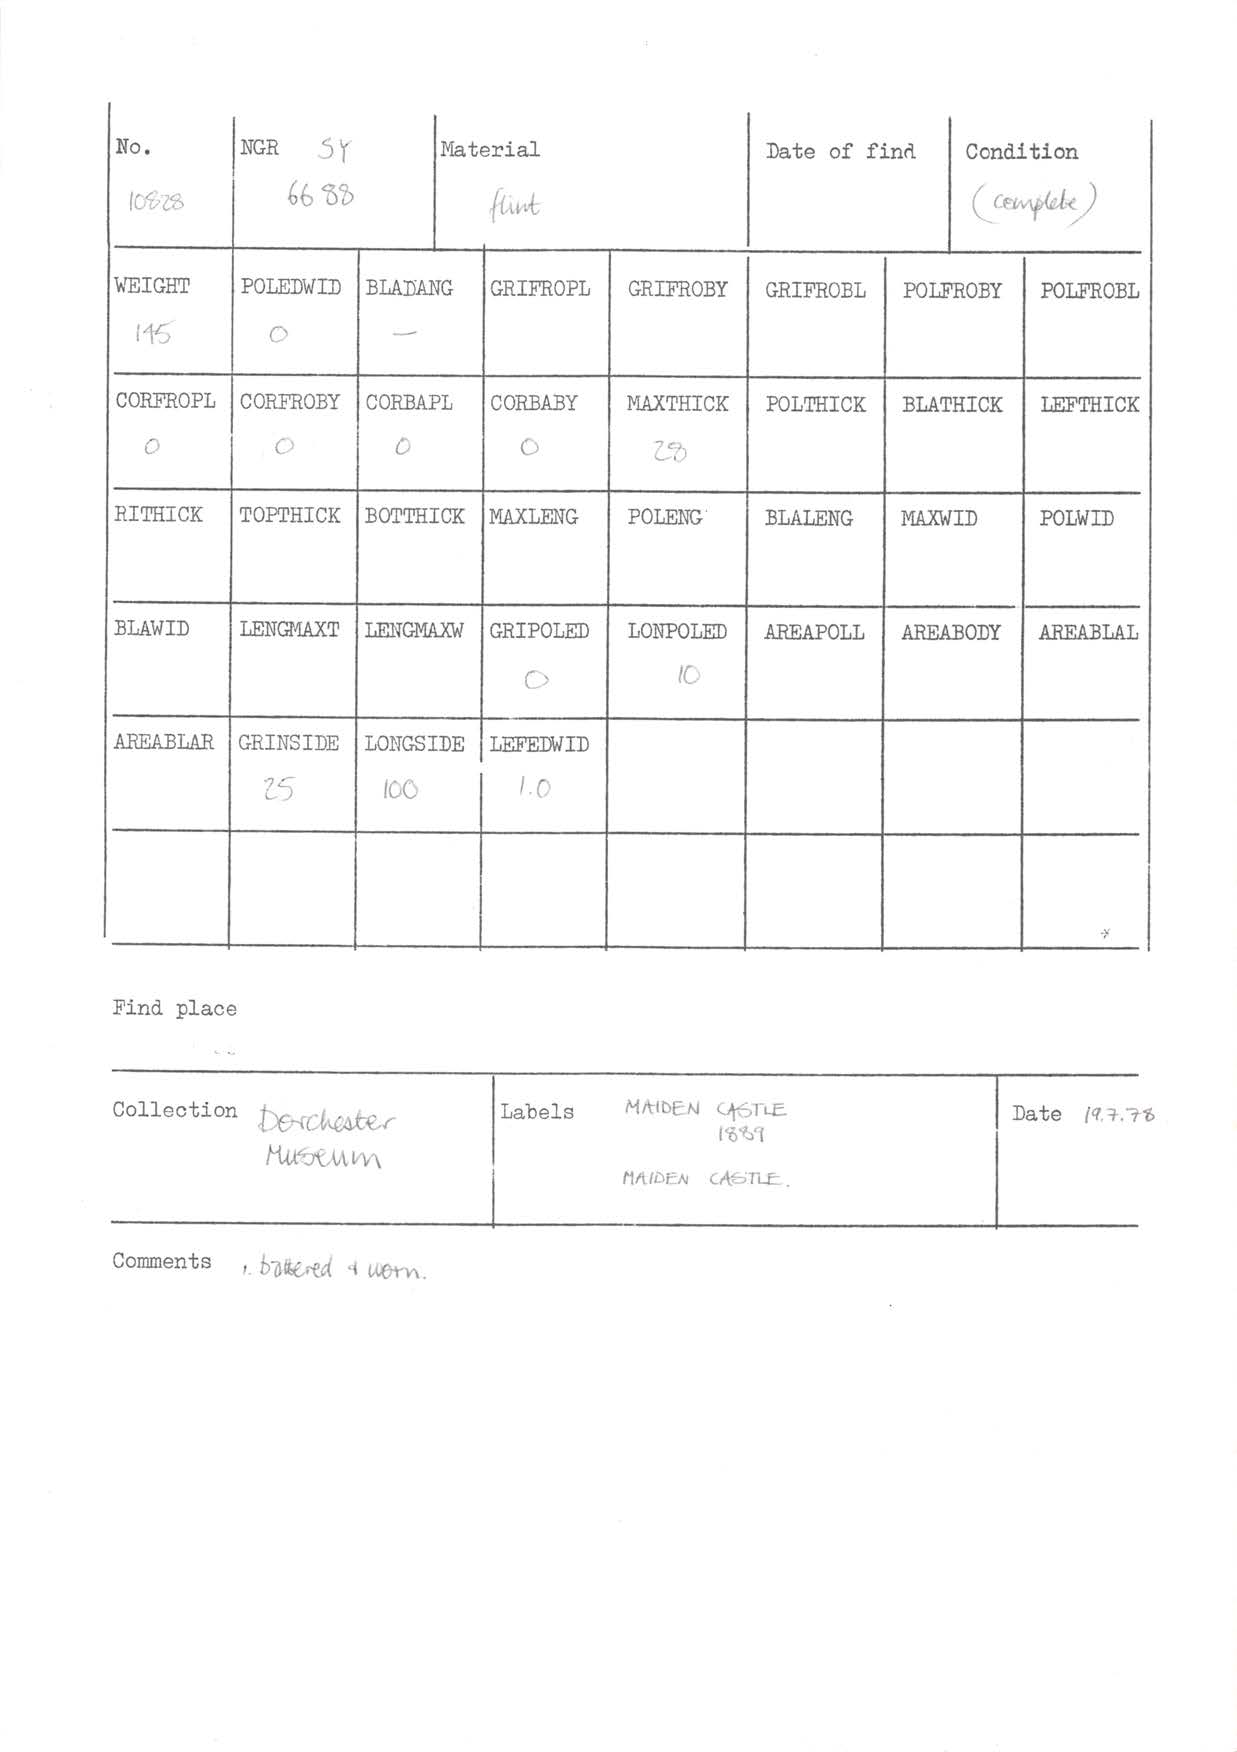 No. NGR SY Material Date of find Condition
10828 6688 flint (complete)
WEIGHT POLEDWID BLADANG GRIFROPL GRIFROBY GRIFROBL POLFROBY POLFROBL
145 0 —
CORFROPL CORFROBY CORBAPL CORBABY MAXTHICK POLTHICK BLATHICK LEFTHICK
0 0 0 0 28
RITHICK TOPTHICK BOTTHICK MAXLENG POLENG BLALENG MAXWID POLWID
BLAWID LENGMAXT LENGMAXW GRIPOLED LONPOLED AREAPOLL AREABODY AREABLAL
0 10
AREABLAR GRINSIDE LONGSIDE LEFEDWID
25 100 1.0
Find place
Collection Dorchester Museum
Labels MAIDEN CASTLE
1889
MAIDEN CASTLE.
Date 19.7.78
Comments 1. battered & worn.